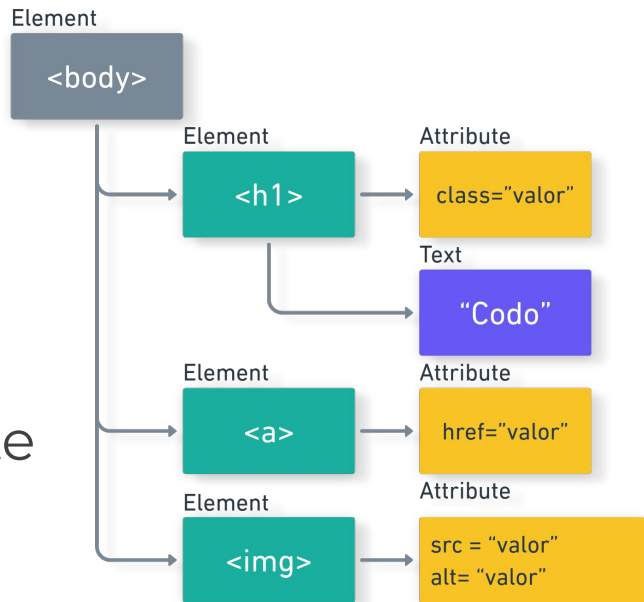 Element
<body>
Element
Attribute
<h1>
class="valor"
Text
“Codo”
Element
Attribute
<a>
href="valor"
Element
Attribute
<img>
src = “valor"
alt= “valor"